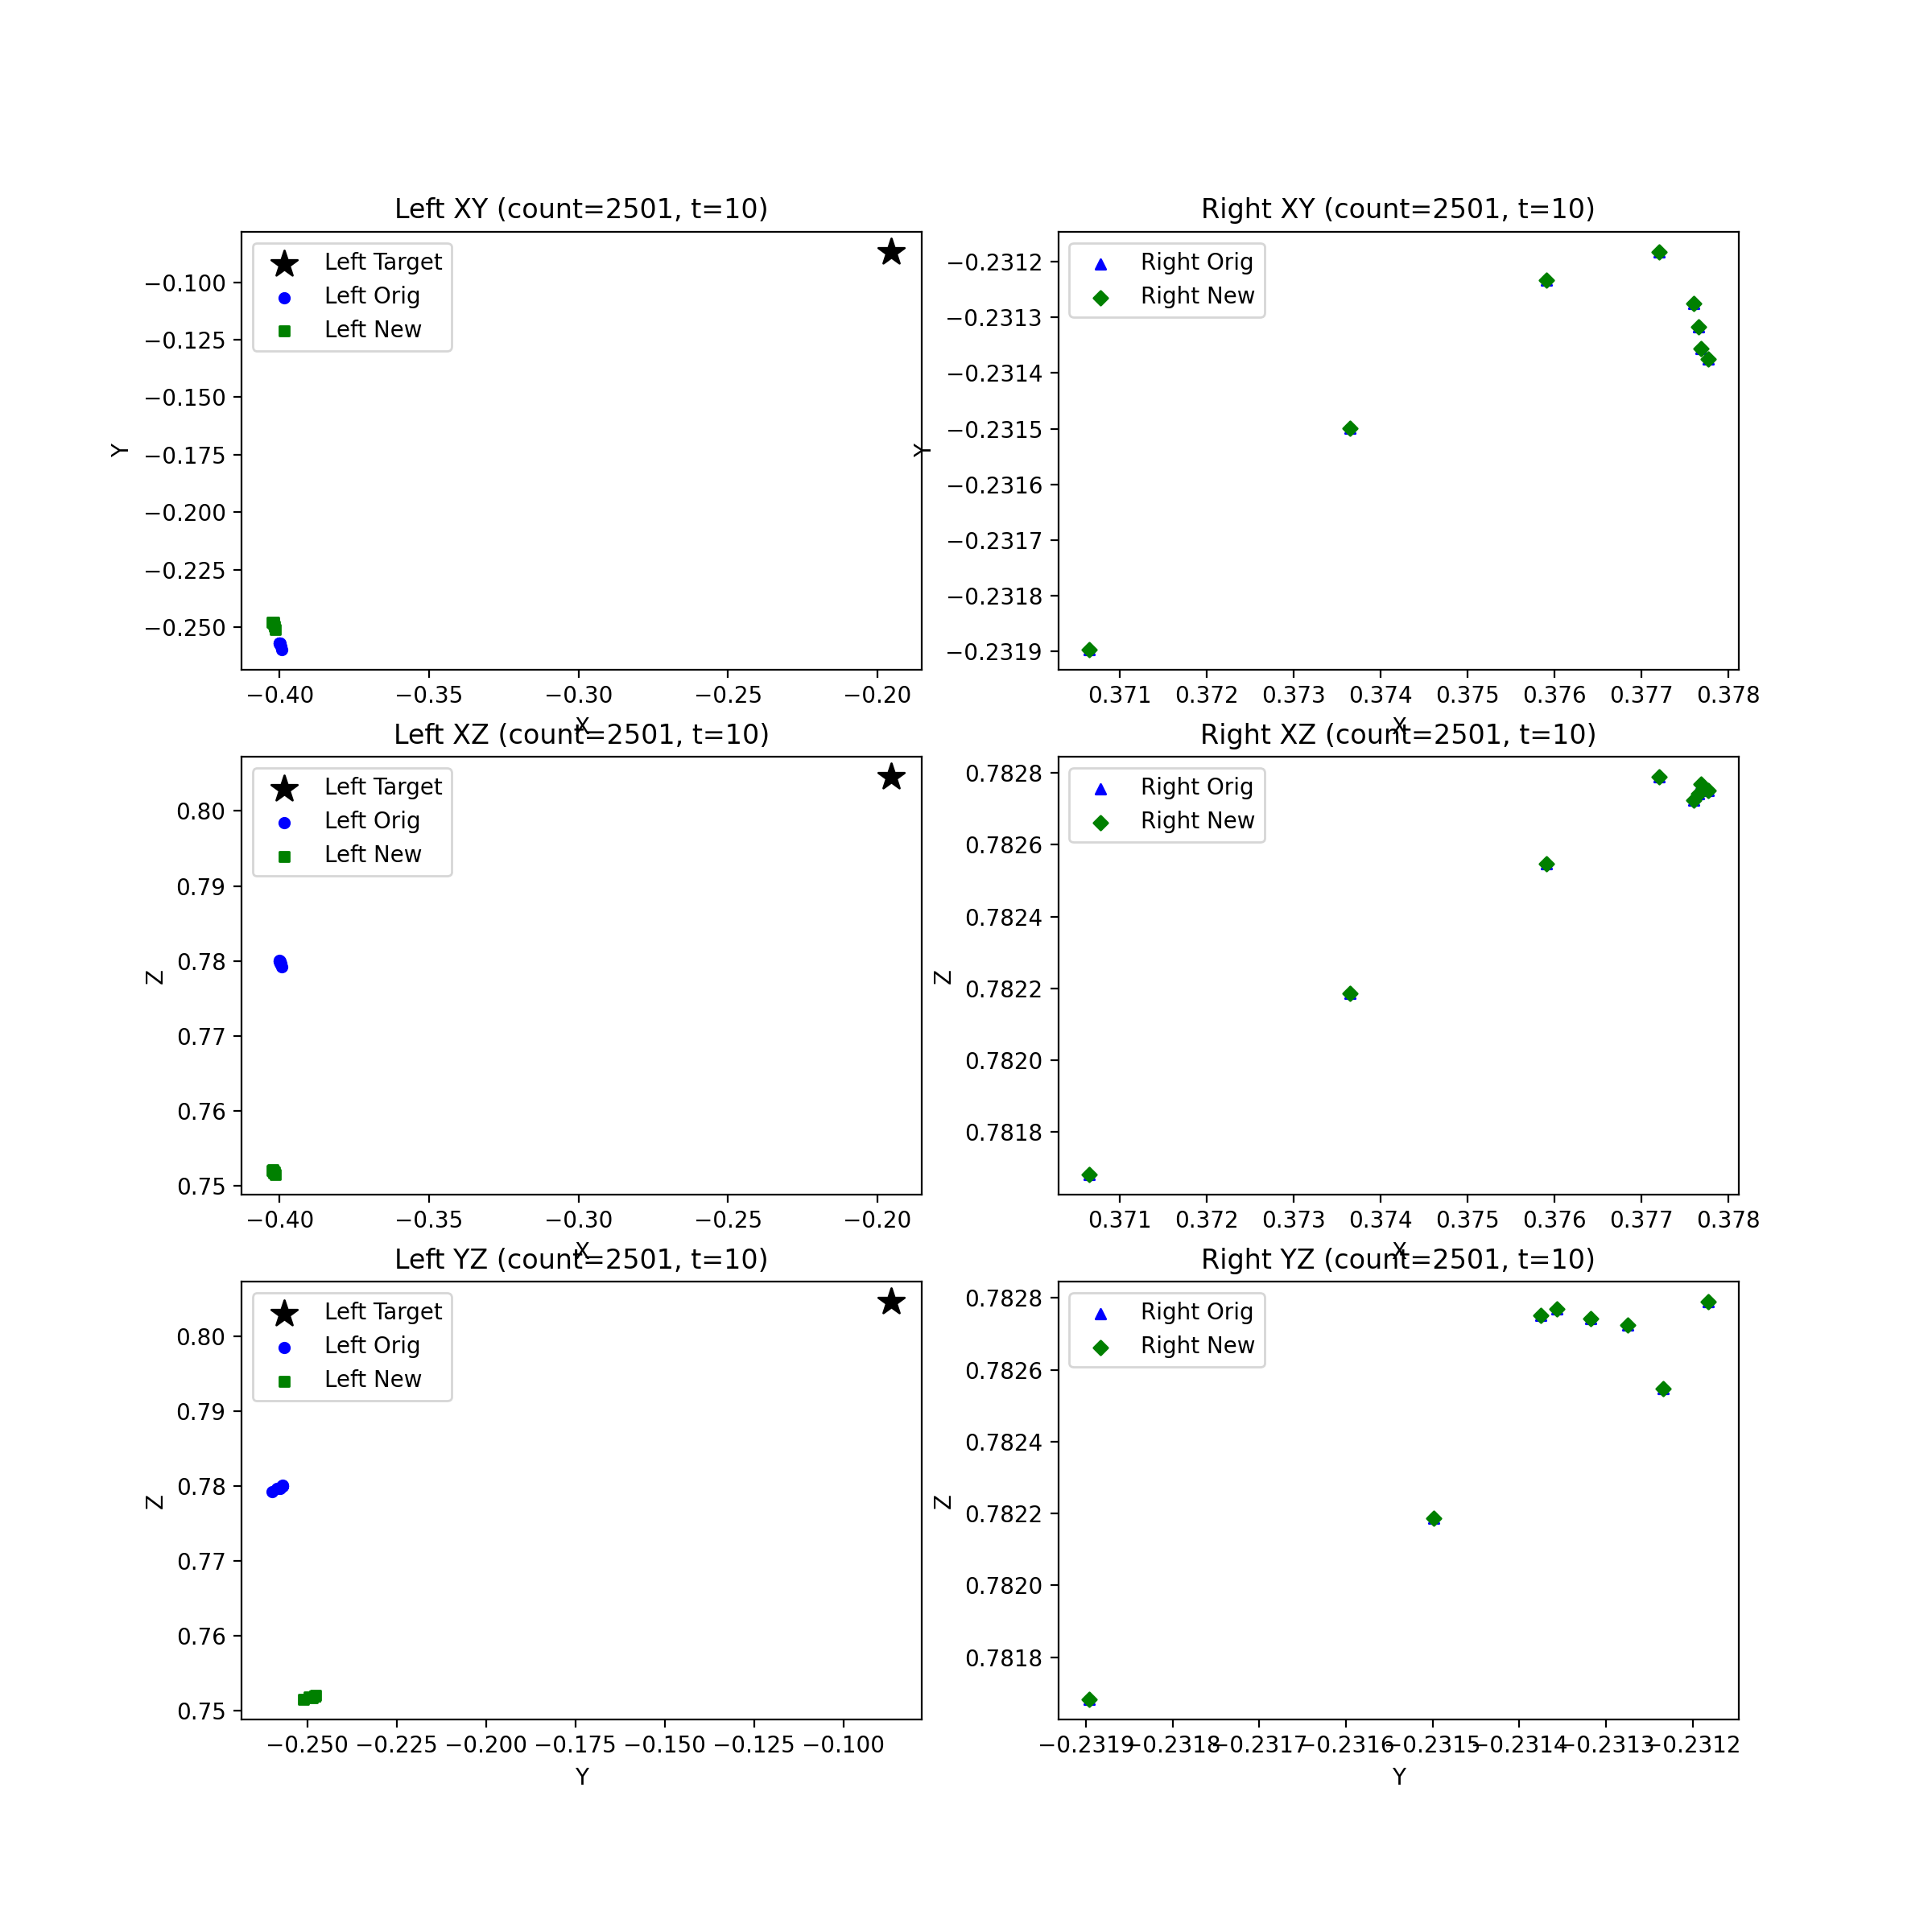 Left XY (count=2501, t=10)
Left Target
Left Orig
Left New
Y
−0.100
−0.125
−0.150
−0.175
−0.200
−0.225
−0.250
−0.40 −0.35 −0.30 −0.25 −0.20
X
Right XY (count=2501, t=10)
Right Orig
Right New
Y
−0.2312
−0.2313
−0.2314
−0.2315
−0.2316
−0.2317
−0.2318
−0.2319
0.371 0.372 0.373 0.374 0.375 0.376 0.377 0.378
X
Left XZ (count=2501, t=10)
Left Target
Left Orig
Left New
Z
0.80
0.79
0.78
0.77
0.76
0.75
−0.40 −0.35 −0.30 −0.25 −0.20
X
Right XZ (count=2501, t=10)
Right Orig
Right New
Z
0.7828
0.7826
0.7824
0.7822
0.7820
0.7818
0.371 0.372 0.373 0.374 0.375 0.376 0.377 0.378
X
Left YZ (count=2501, t=10)
Left Target
Left Orig
Left New
Z
0.80
0.79
0.78
0.77
0.76
0.75
−0.250 −0.225 −0.200 −0.175 −0.150 −0.125 −0.100
Y
Right YZ (count=2501, t=10)
Right Orig
Right New
Z
0.7828
0.7826
0.7824
0.7822
0.7820
0.7818
−0.2319 −0.2318 −0.2317 −0.2316 −0.2315 −0.2314 −0.2313 −0.2312
Y